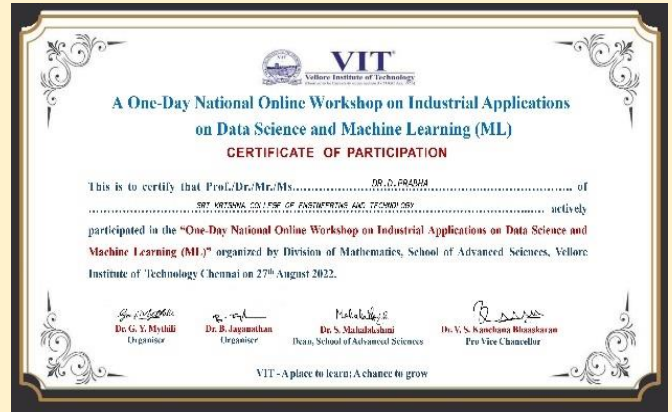 VIT
Vellore Institute of Technology
A One-Day National Online Workshop on Industrial Applications
on Data Science and Machine Learning (ML)
CERTIFICATE OF PARTICIPATION
This is to certify that Prof./Dr./Mr./Ms. DR.D.PRABHA of
SRI KRISHNA COLLEGE OF ENGINEERING AND TECHNOLOGY actively
participated in the "One-Day National Online Workshop on Industrial Applications on Data Science and
Machine Learning (ML)" organized by Division of Mathematics, School of Advanced Sciences, Vellore
Institute of Technology Chennai on 27th August 2022.
Dr. G. Y. Mythili Dr. B. Jaganathan Dr. S. Mahalakshmi Dr. V. S. Kanchana Bhaaskaran
Organiser Organiser Dean, School of Advanced Sciences Pro Vice Chancellor
VIT - A place to learn; A chance to grow